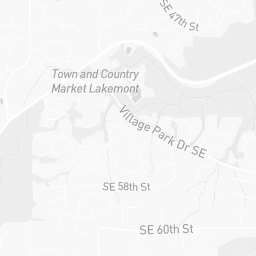 SE 47th St
Town and Country
Market Lakemont
Village Park Dr SE
SE 58th St
SE 60th St